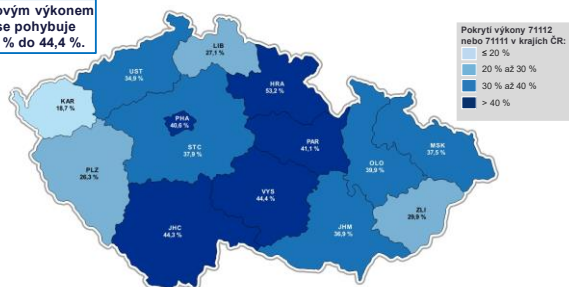 ovým výkonem
se pohybuje
% do 44,4 %.
Pokrytí výkony 71112
nebo 71111 v krajích ČR:
≤ 20 %
20 % až 30 %
30 % až 40 %
> 40 %
LIB
27,1 %
UST
34,9 %
HRA
53,2 %
KAR
18,7 %
PHA
40,6 %
STC
37,9 %
PAR
41,1 %
MSK
37,5 %
OLO
39,9 %
PLZ
26,3 %
VYS
44,4 %
ZLI
29,9 %
JHC
44,3 %
JHM
38,9 %